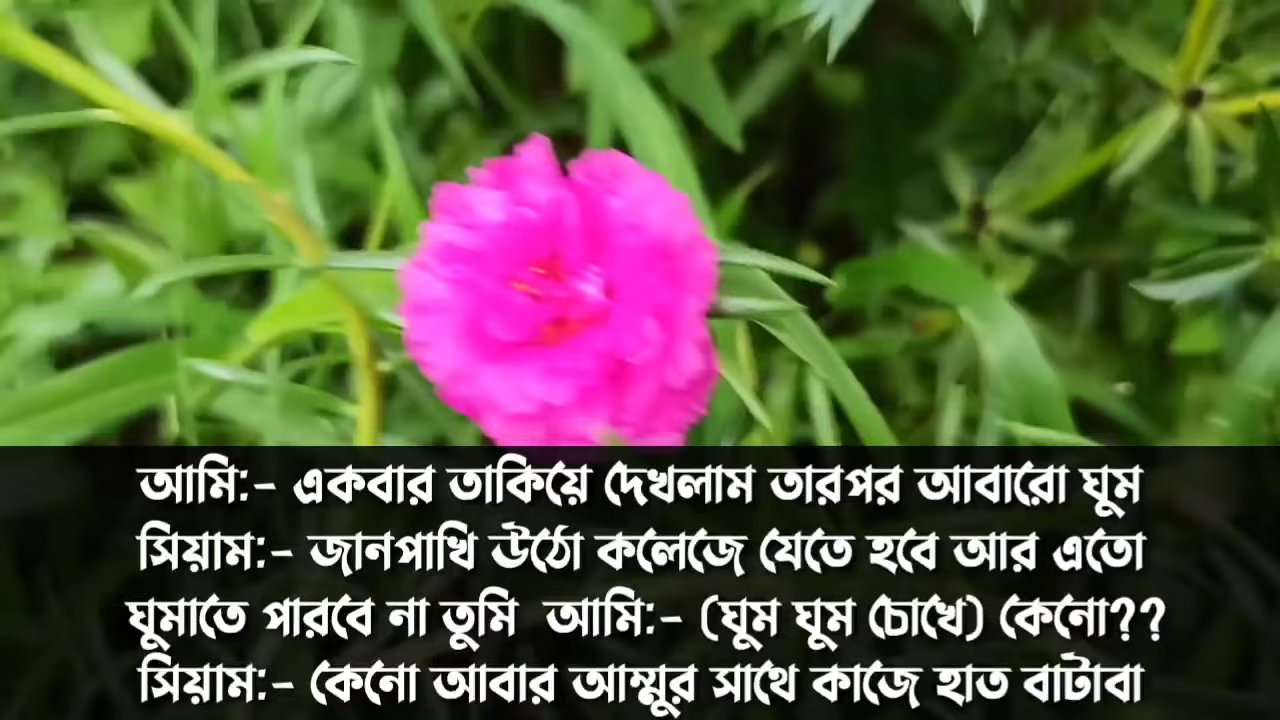 আমি:- একবার তাকিয়ে দেখলাম তারপর আবারো ঘুম
সিয়াম:- জানপাখি উঠো কলেজে যেতে হবে আর এতো
ঘুমাতে পারবে না তুমি  আমি:- (ঘুম ঘুম চোখে) কেনো??
সিয়াম:- কেনো আবার আম্মুর সাথে কাজে হাত বাটাবা